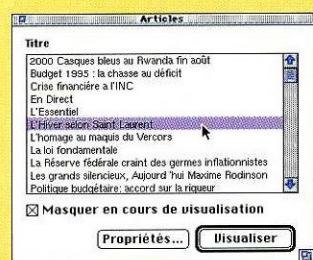 Articles
Titre
2000 Casques bleus au Rwanda fin août
Budget 1995 : la chasse au déficit
Crise financière a l'INC
En Direct
L'Essentiel
L'Hiver selon Saint Laurent
L'homage au maquis du Vercors
La loi fondamentale
La Réserve fédérale craint des germes inflationnistes
Les grands silencieux, Aujourd 'hui Maxime Rodinson
Politique budgétaire: accord sur la rigueur
Masquer en cours de visualisation
Propriétés...
Visualiser